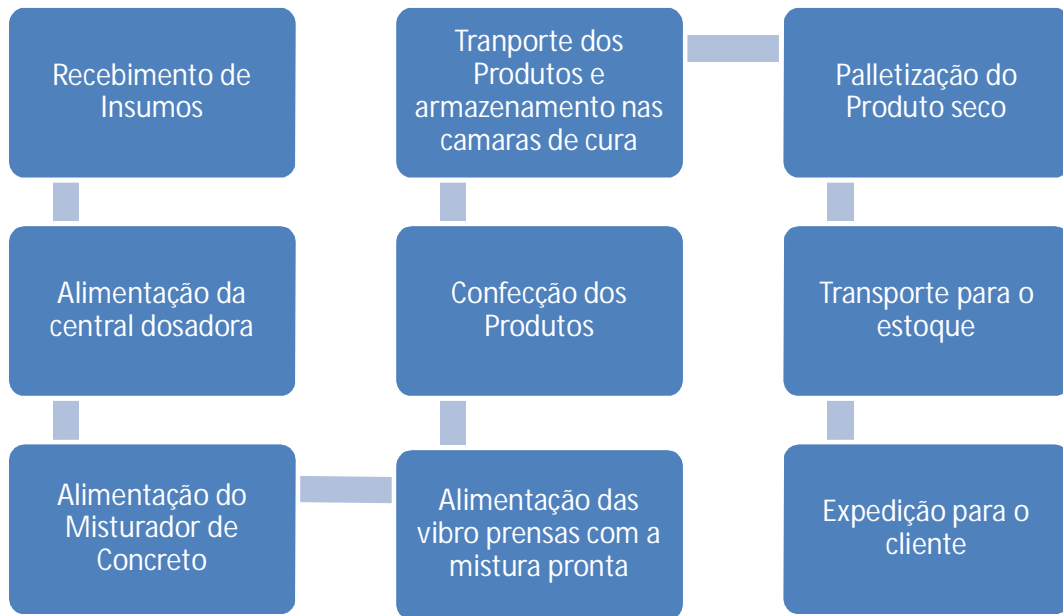 Recebimento de
Insumos
Alimentação da
central dosadora
Alimentação do
Misturador de
Concreto
Alimentação das
vibro prensas com a
mistura pronta
Confecção dos
Produtos
Tranporte dos
Produtos e
armazenamento nas
camaras de cura
Palletização do
Produto seco
Transporte para o
estoque
Expedição para o
cliente